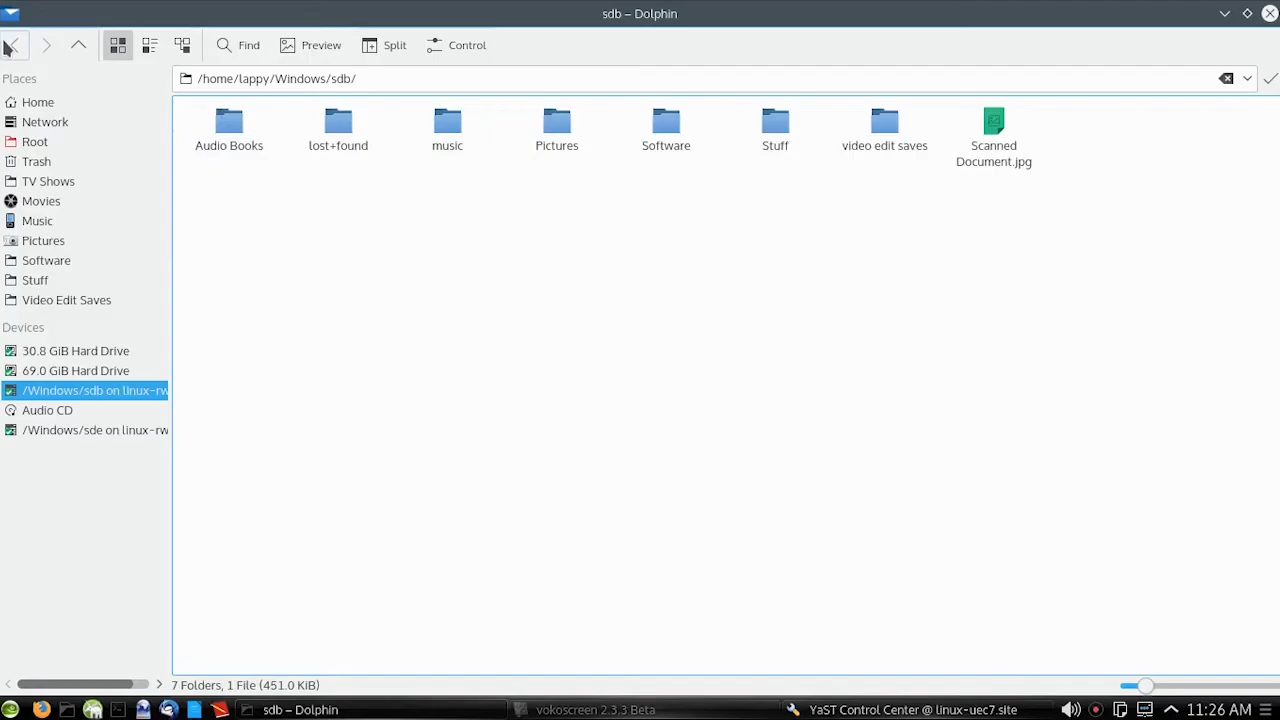 sdb – Dolphin
Find
Preview
Split
Control
Places
/home/lappy/Windows/sdb/
Home
Network
Root
Trash
TV Shows
Movies
Music
Pictures
Software
Stuff
Video Edit Saves
Devices
30.8 GiB Hard Drive
69.0 GiB Hard Drive
/Windows/sdb on linux-rw
Audio CD
/Windows/sde on linux-rw
Audio Books
lost+found
music
Pictures
Software
Stuff
video edit saves
Scanned
Document.jpg
7 Folders, 1 File (451.0 KiB)
sdb – Dolphin
vokoscreen 2.3.3 Beta
YaST Control Center @ linux-uec7.site
11:26 AM